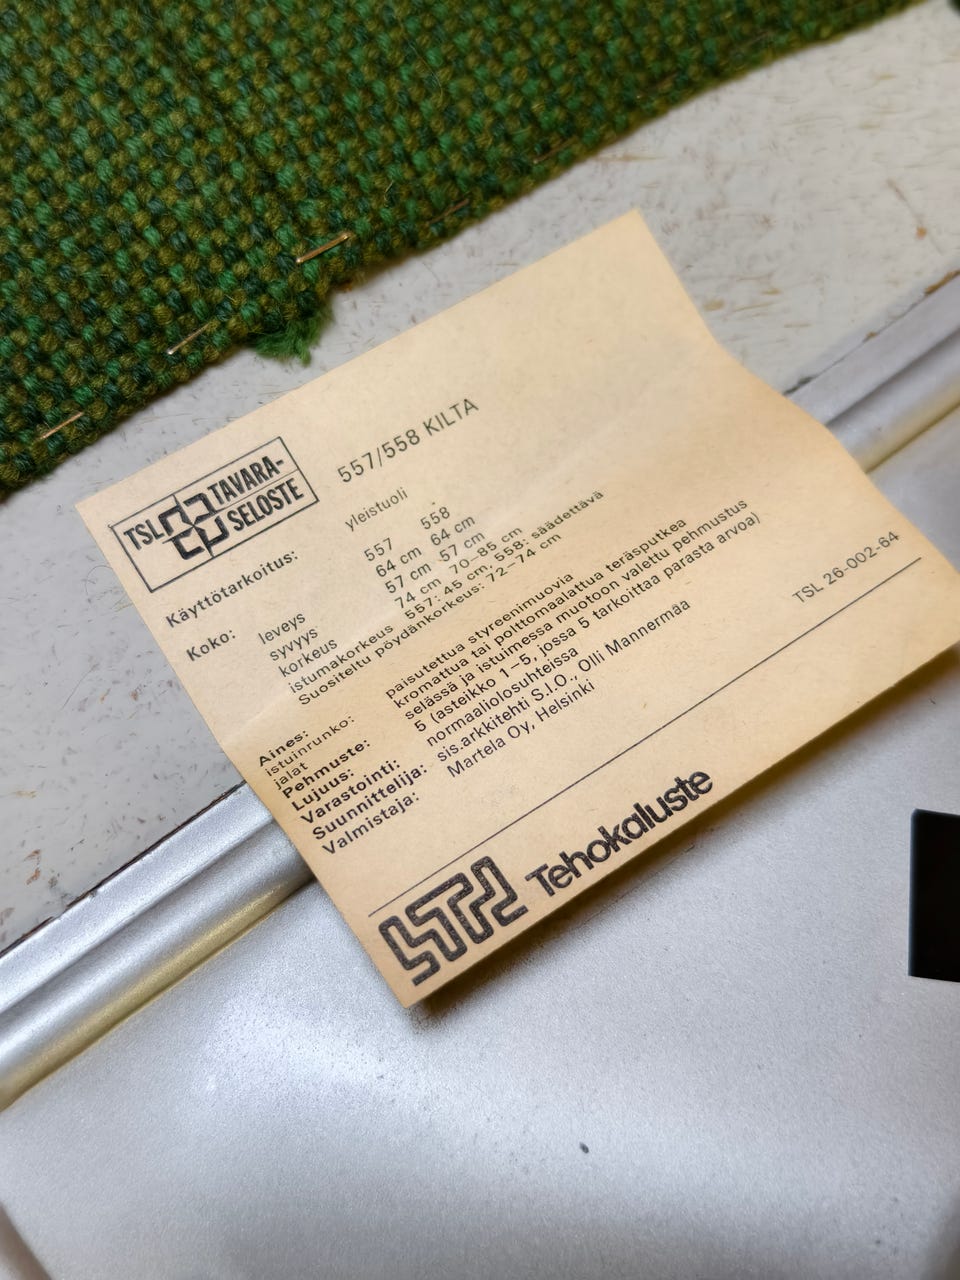 TSL TAVARA-
SELOSTE
557/558 KILTA
Käyttötarkoitus: yleistuoli
Koko: 557 558
leveys 64 cm 64 cm
syvyys 57 cm 57 cm
korkeus 74 cm 70–85 cm
istumakorkeus 557: 45 cm, 558: säädettävä
Suositeltu pöydänkorkeus: 72–74 cm
Aines:
istuinrunko: paisutettua styreenimuovia
jalat kromattua tai polttomaalattua teräsputkea
Pehmuste: selässä ja istuimessa muotoon valettu pehmustus
Lujuus: 5 (asteikko 1–5, jossa 5 tarkoittaa parasta arvoa)
Varastointi: normaaliolosuhteissa
Suunnittelija: sis.arkkitehti S.I.O., Olli Mannermaa
Valmistaja: Martela Oy, Helsinki
TSL 26-002-64
Tehokaluste